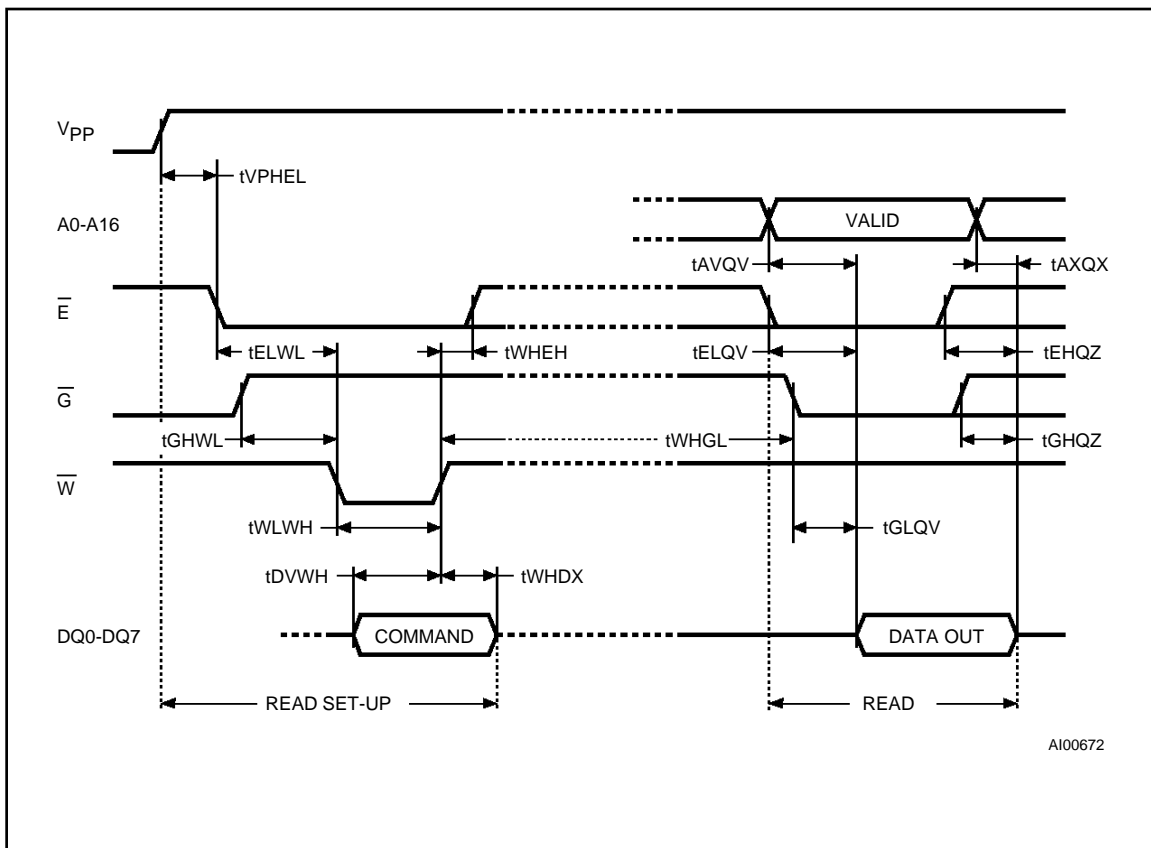 VPP
tVPHEL
A0-A16
VALID
tAVQV
tAXQX
E
tELWL
tWHEH
tELQV
tEHQZ
G
tGHWL
tWHGL
tGHQZ
W
tWLWH
tGLQV
tDVWH
tWHDX
DQ0-DQ7
COMMAND
DATA OUT
READ SET-UP
READ
AI00672